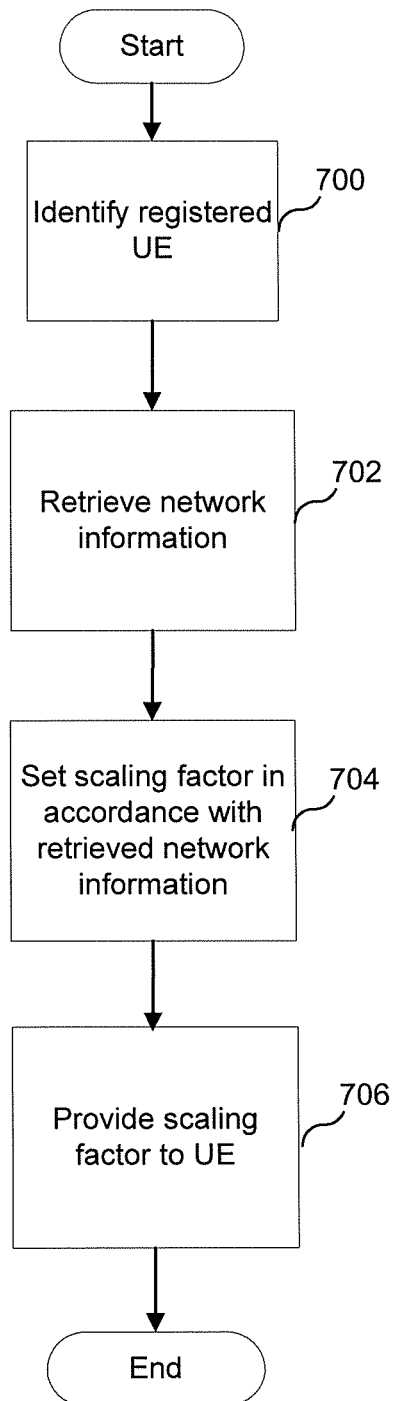 Start
700
Identify registered
UE
702
Retrieve network
information
Set scaling factor in
704
accordance with
retrieved network
information
706
Provide scaling
factor to UE
End